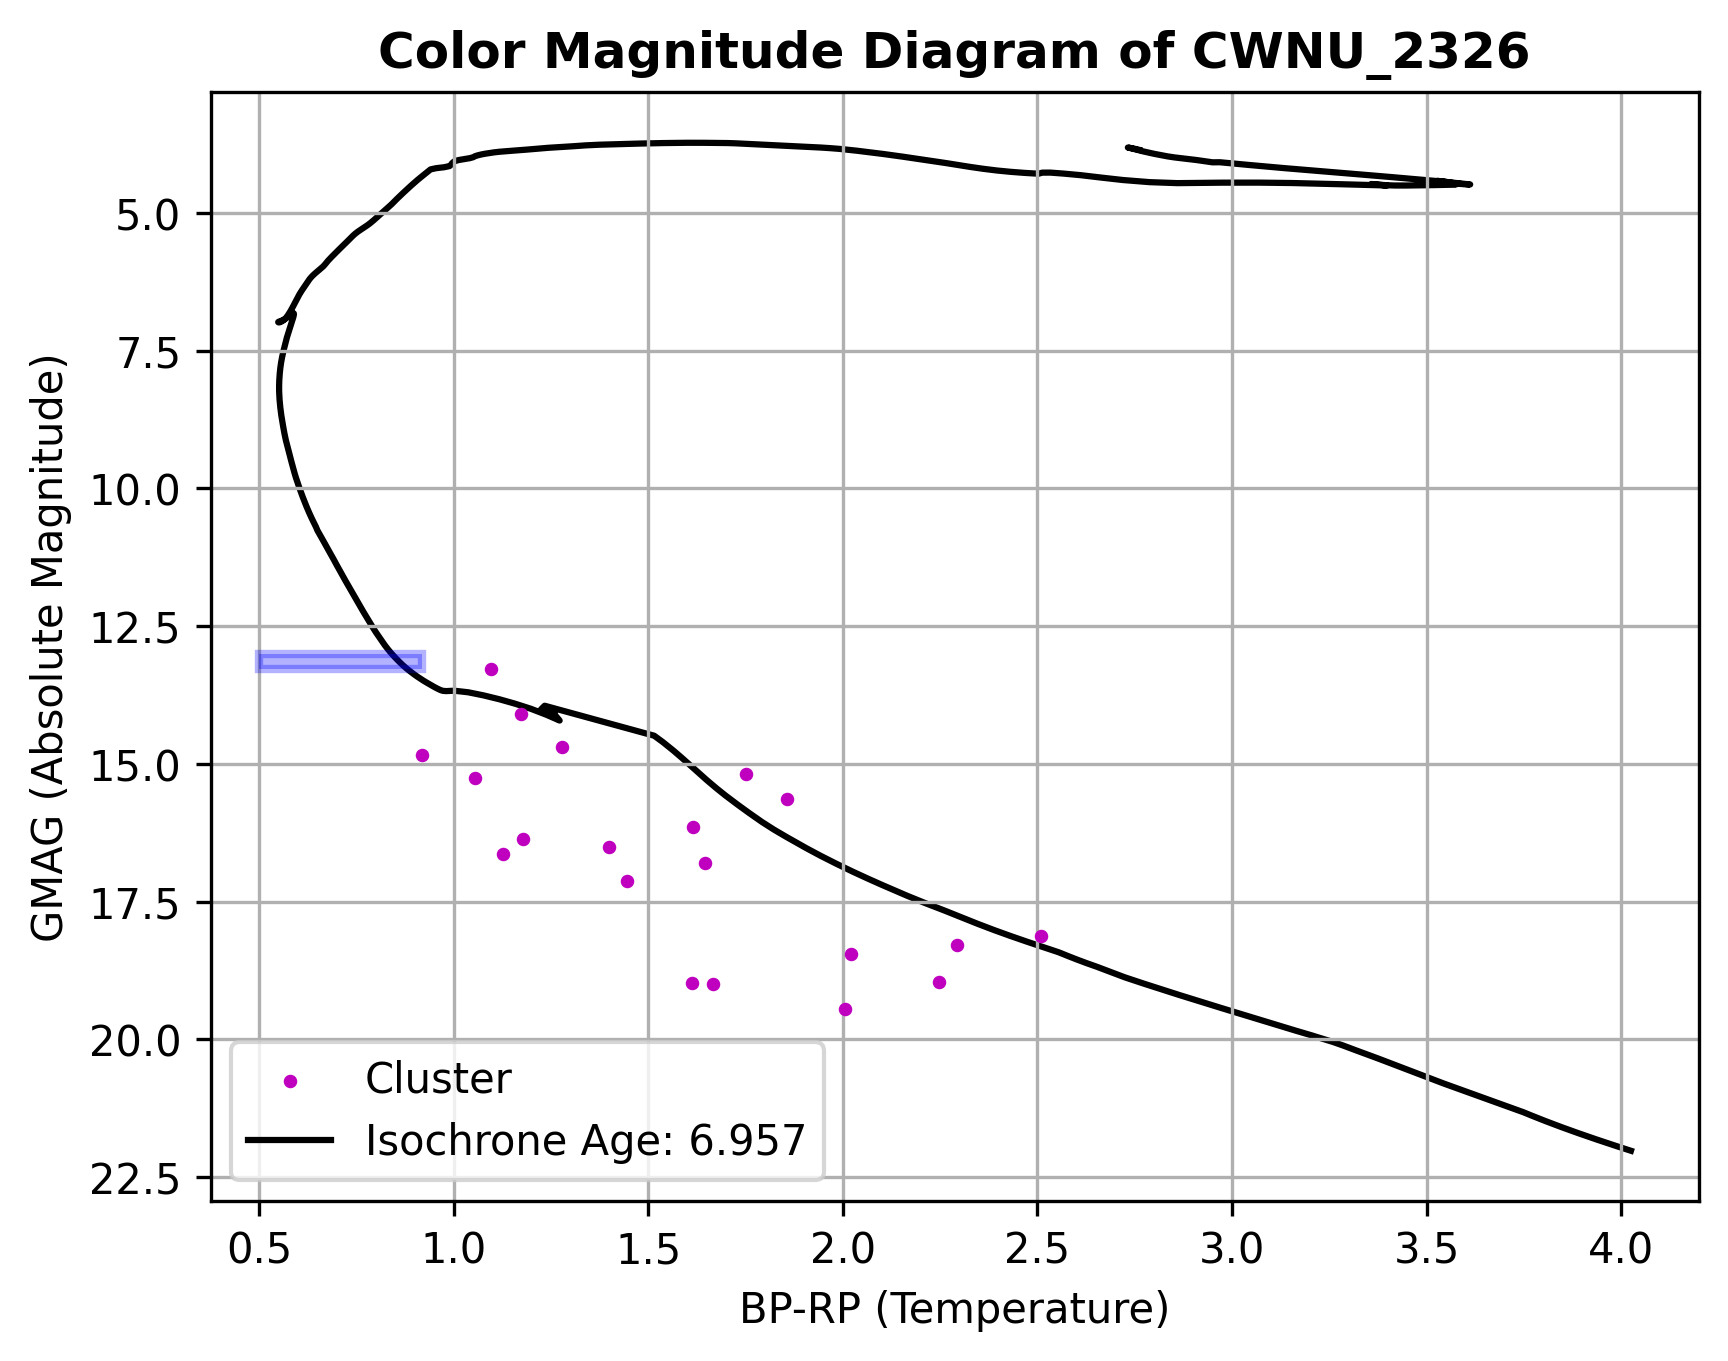 Color Magnitude Diagram of CWNU_2326
GMAG (Absolute Magnitude)
5.0
7.5
10.0
12.5
15.0
17.5
20.0
22.5
Cluster
Isochrone Age: 6.957
0.5 1.0 1.5 2.0 2.5 3.0 3.5 4.0
BP-RP (Temperature)